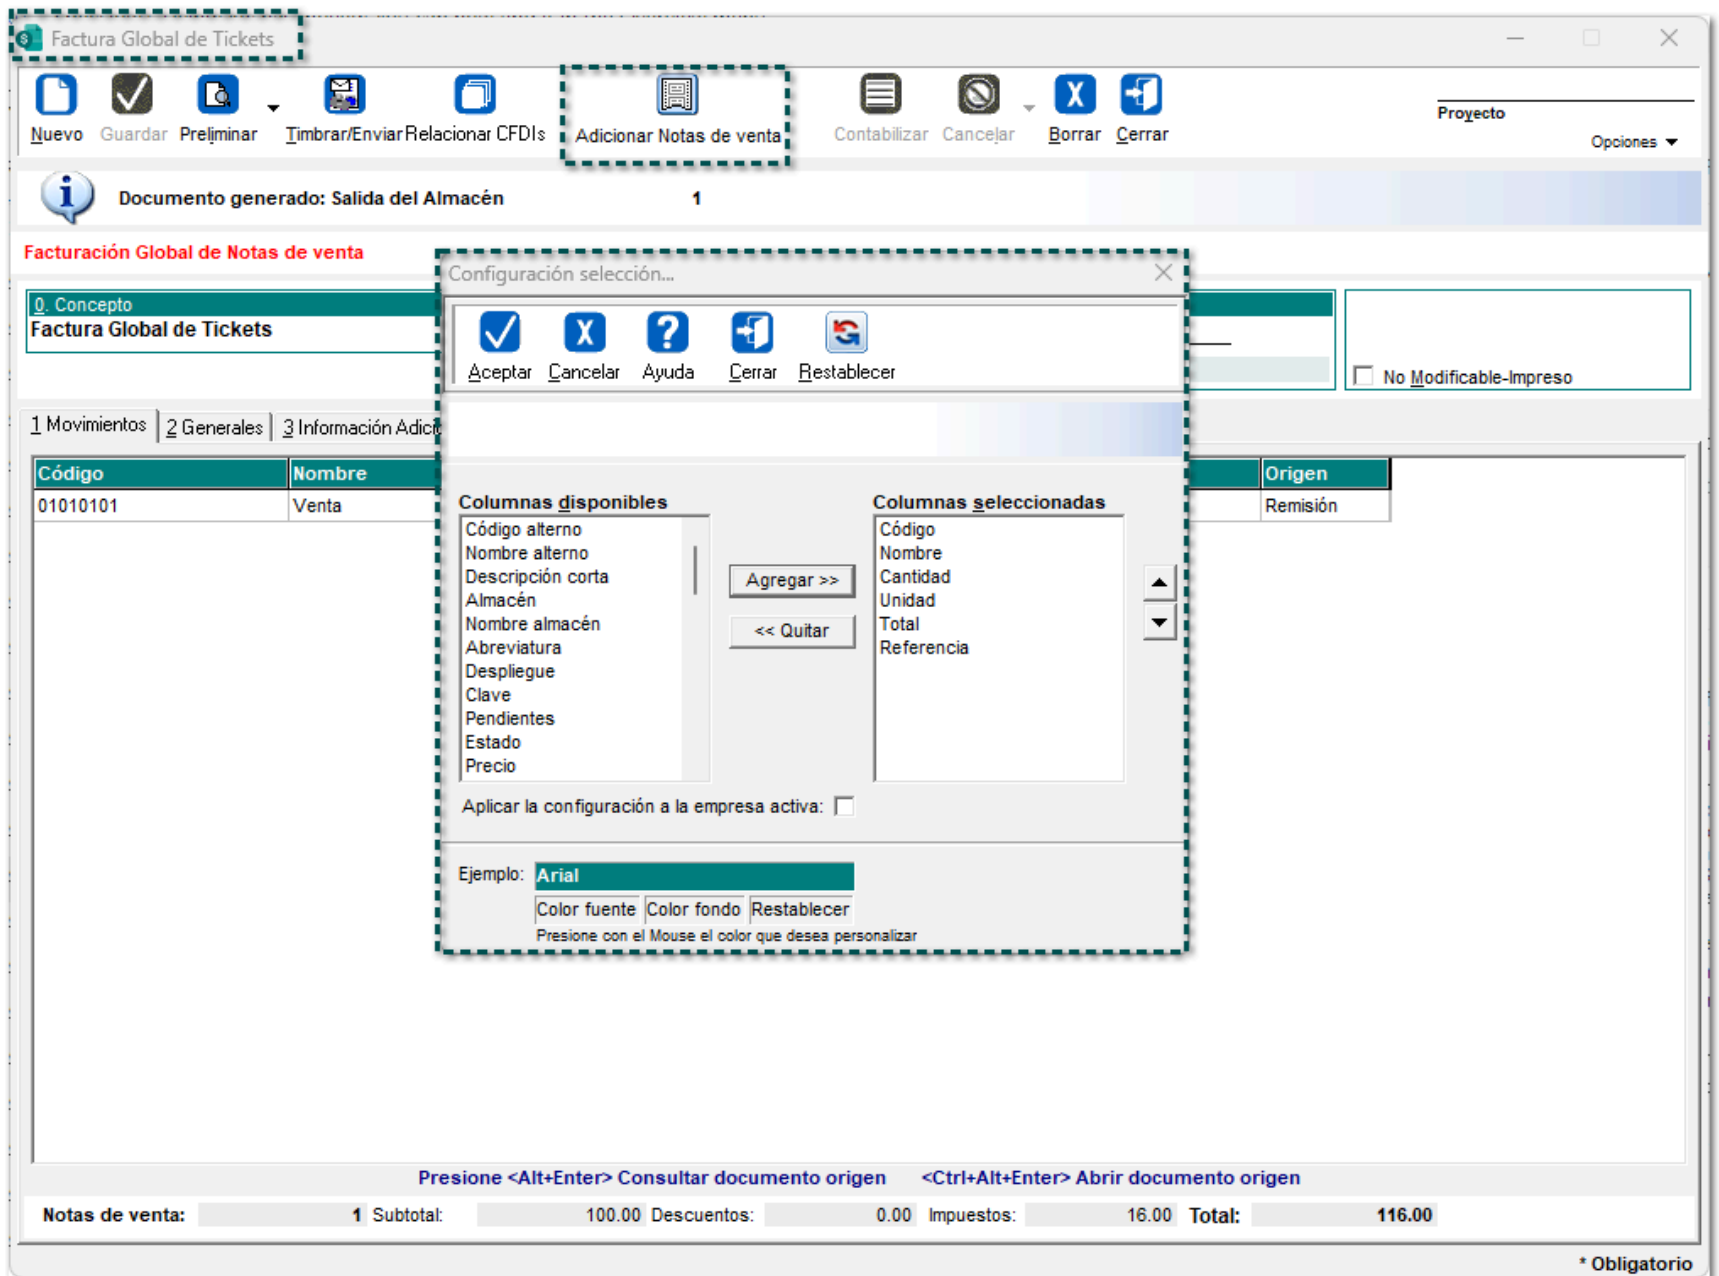 Factura Global de Tickets
Nuevo Guardar Preliminar Timbrar/Enviar Relacionar CFDIs Adicionar Notas de venta Contabilizar Cancelar Borrar Cerrar
Proyecto
Opciones
Documento generado: Salida del Almacén 1
Facturación Global de Notas de venta
0. Concepto
Factura Global de Tickets
No Modificable-Impreso
1 Movimientos 2 Generales 3 Información Adici
Código Nombre Origen
01010101 Venta Remisión
Configuración selección...
Aceptar Cancelar Ayuda Cerrar Restablecer
Columnas disponibles
Código alterno
Nombre alterno
Descripción corta
Almacén
Nombre almacén
Abreviatura
Despliegue
Clave
Pendientes
Estado
Precio
Agregar >>
<< Quitar
Columnas seleccionadas
Código
Nombre
Cantidad
Unidad
Total
Referencia
Aplicar la configuración a la empresa activa:
Ejemplo: Arial
Color fuente Color fondo Restablecer
Presione con el Mouse el color que desea personalizar
Presione <Alt+Enter> Consultar documento origen <Ctrl+Alt+Enter> Abrir documento origen
Notas de venta: 1 Subtotal: 100.00 Descuentos: 0.00 Impuestos: 16.00 Total: 116.00
* Obligatorio